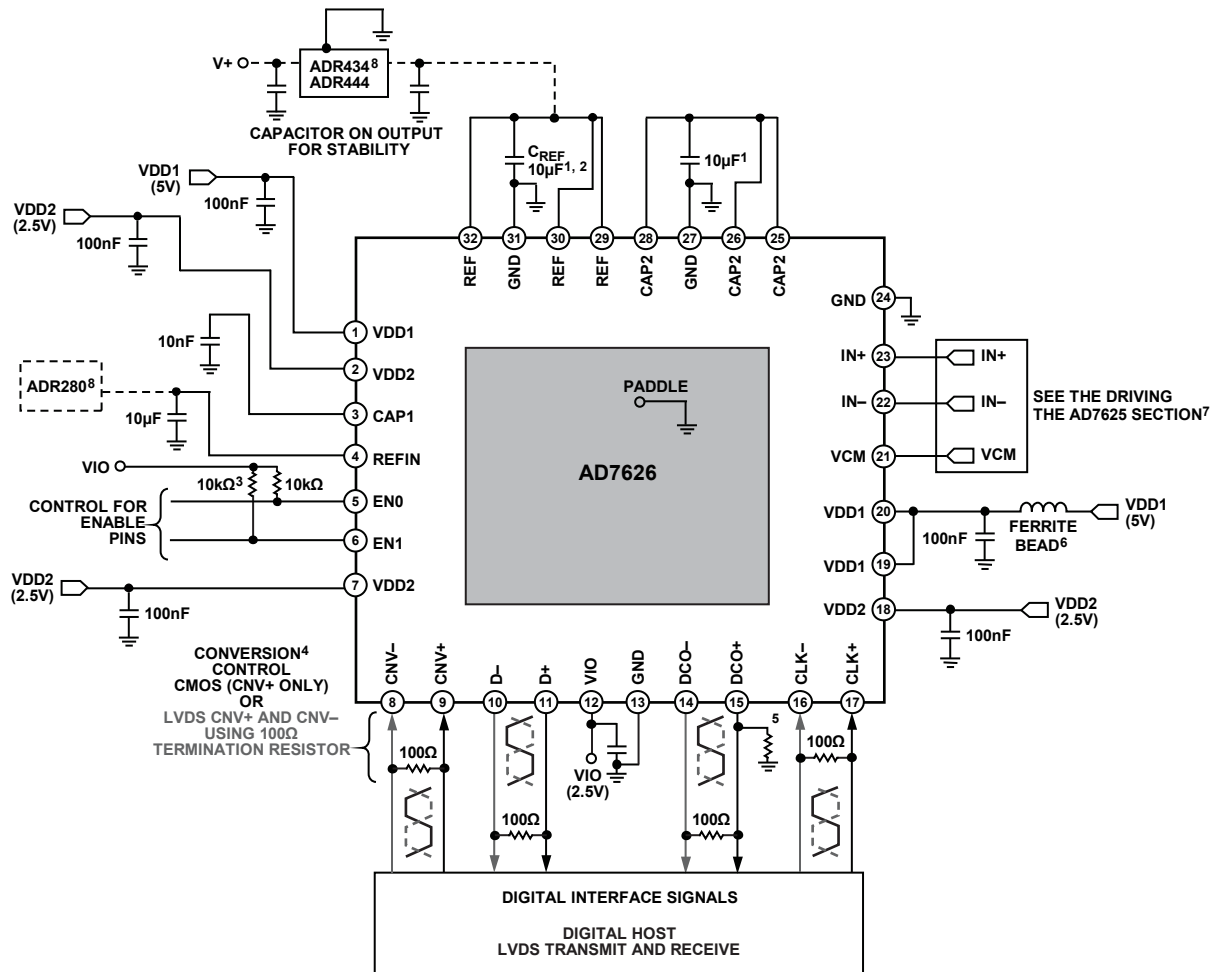 V+
ADR434⁸
ADR444
CAPACITOR ON OUTPUT
FOR STABILITY
VDD1
(5V)
100nF
VDD2
(2.5V)
100nF
C_REF
10µF¹, ²
10µF¹
32
31
30
29
28
27
26
25
REF
GND
REF
REF
CAP2
GND
CAP2
CAP2
10nF
ADR280⁸
10µF
VIO
10kΩ³
10kΩ
CONTROL FOR
ENABLE
PINS
VDD2
(2.5V)
100nF
1
VDD1
2
VDD2
3
CAP1
4
REFIN
5
EN0
6
EN1
7
VDD2
PADDLE
AD7626
GND
24
IN+
23
IN+
IN–
22
IN–
VCM
21
VCM
SEE THE DRIVING
THE AD7625 SECTION⁷
VDD1
20
VDD1
19
100nF
FERRITE
BEAD⁶
VDD1
(5V)
VDD2
18
VDD2
(2.5V)
100nF
CONVERSION⁴
CONTROL
CMOS (CNV+ ONLY)
OR
LVDS CNV+ AND CNV–
USING 100Ω
TERMINATION RESISTOR
CNV–
CNV+
D–
D+
VIO
GND
DCO–
DCO+
CLK–
CLK+
8
9
10
11
12
13
14
15
16
17
5
100Ω
VIO
(2.5V)
100Ω
100Ω
100Ω
DIGITAL INTERFACE SIGNALS
DIGITAL HOST
LVDS TRANSMIT AND RECEIVE